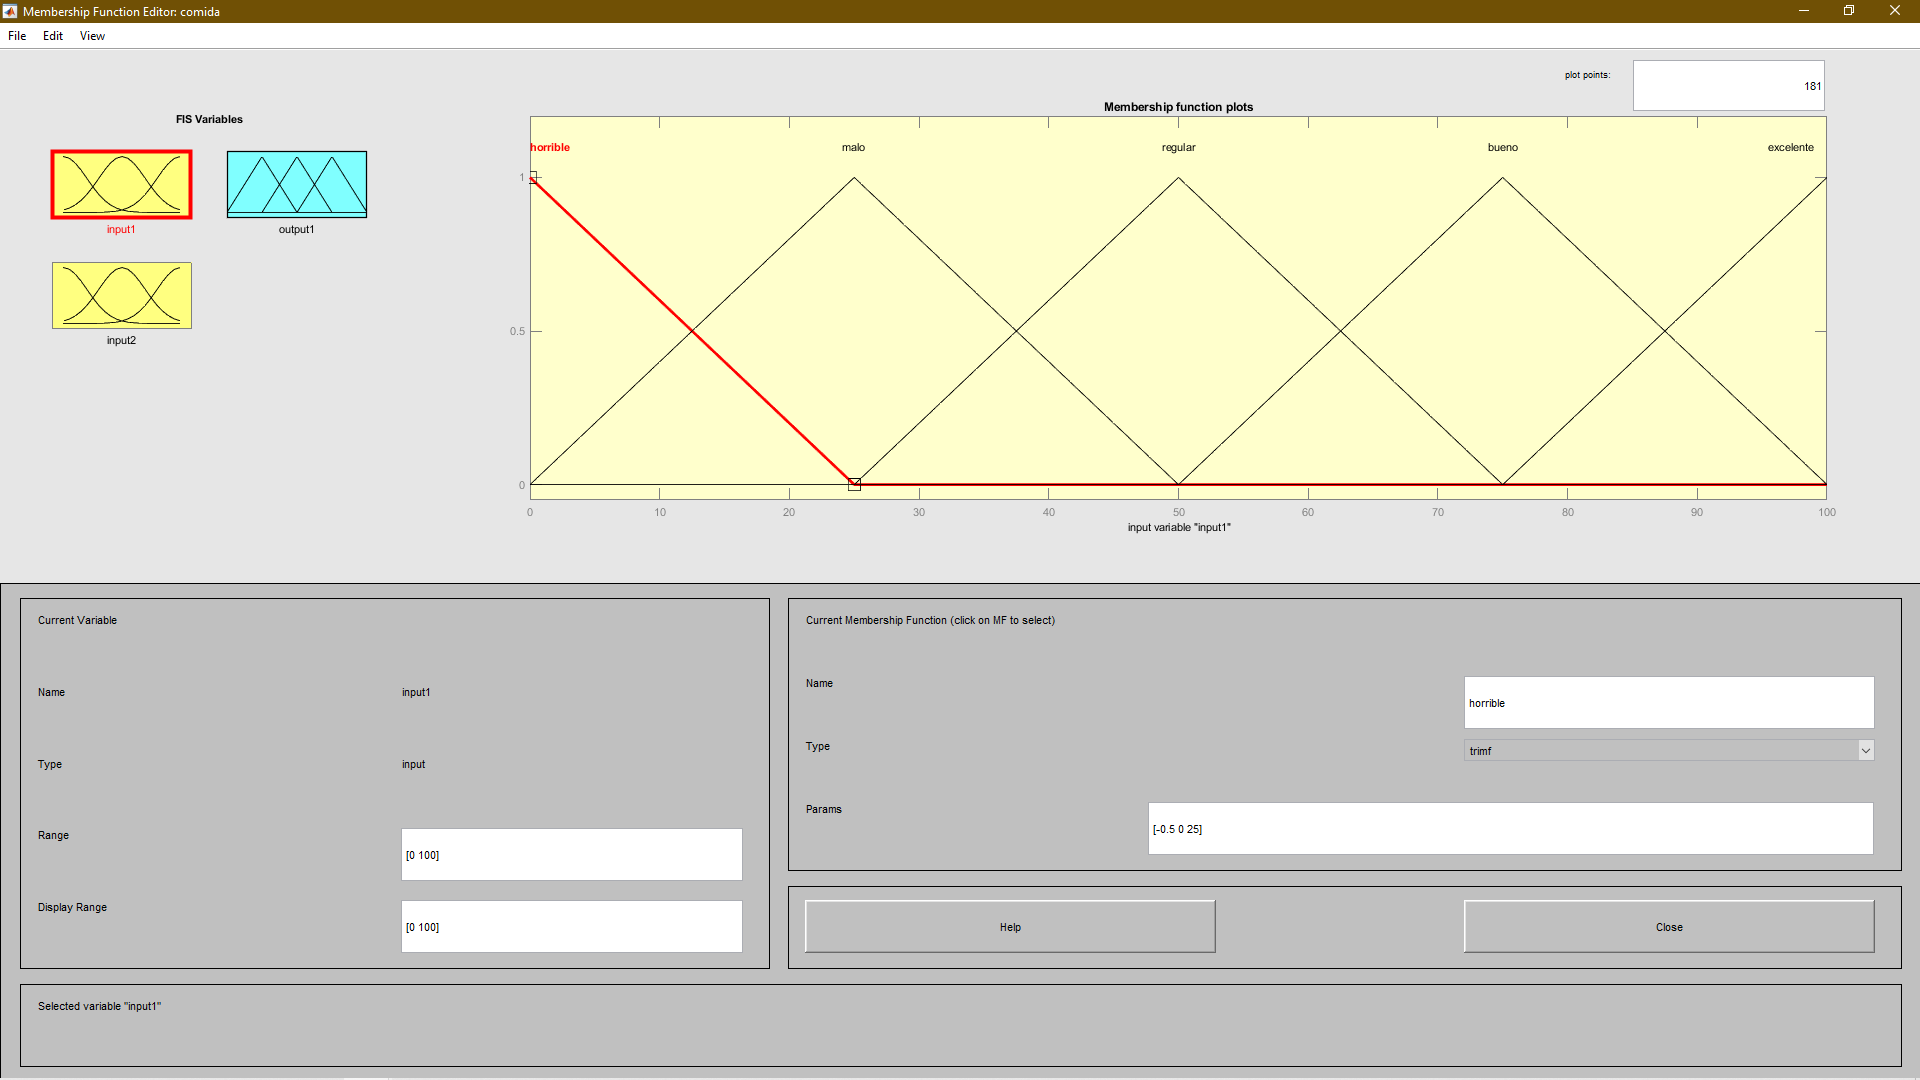 Membership Function Editor: comida
File Edit View
plot points:
181
FIS Variables
Membership function plots
input1
output1
input2
horrible
malo
regular
bueno
excelente
1
0.5
0
0 10 20 30 40 50 60 70 80 90 100
input variable "input1"
Current Variable
Name input1
Type input
Range [0 100]
Display Range [0 100]
Current Membership Function (click on MF to select)
Name horrible
Type trimf
Params [-0.5 0 25]
Help Close
Selected variable "input1"